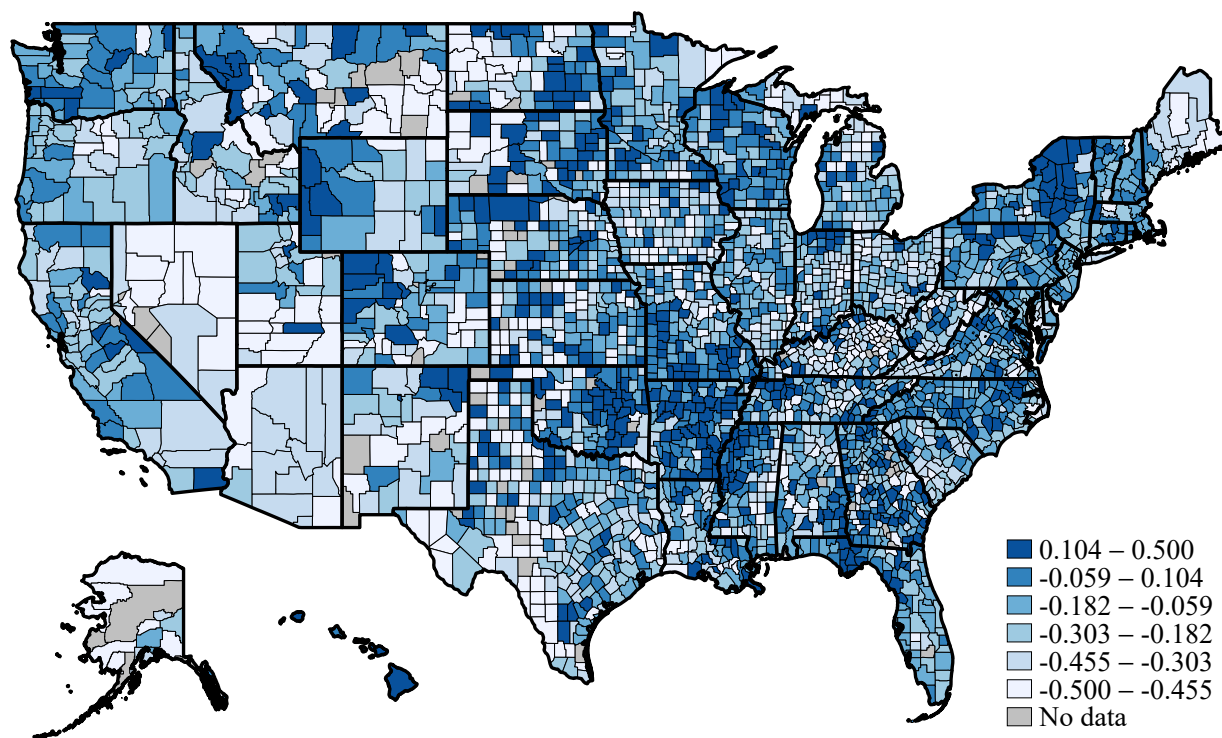 0.104 – 0.500
-0.059 – 0.104
-0.182 – -0.059
-0.303 – -0.182
-0.455 – -0.303
-0.500 – -0.455
No data